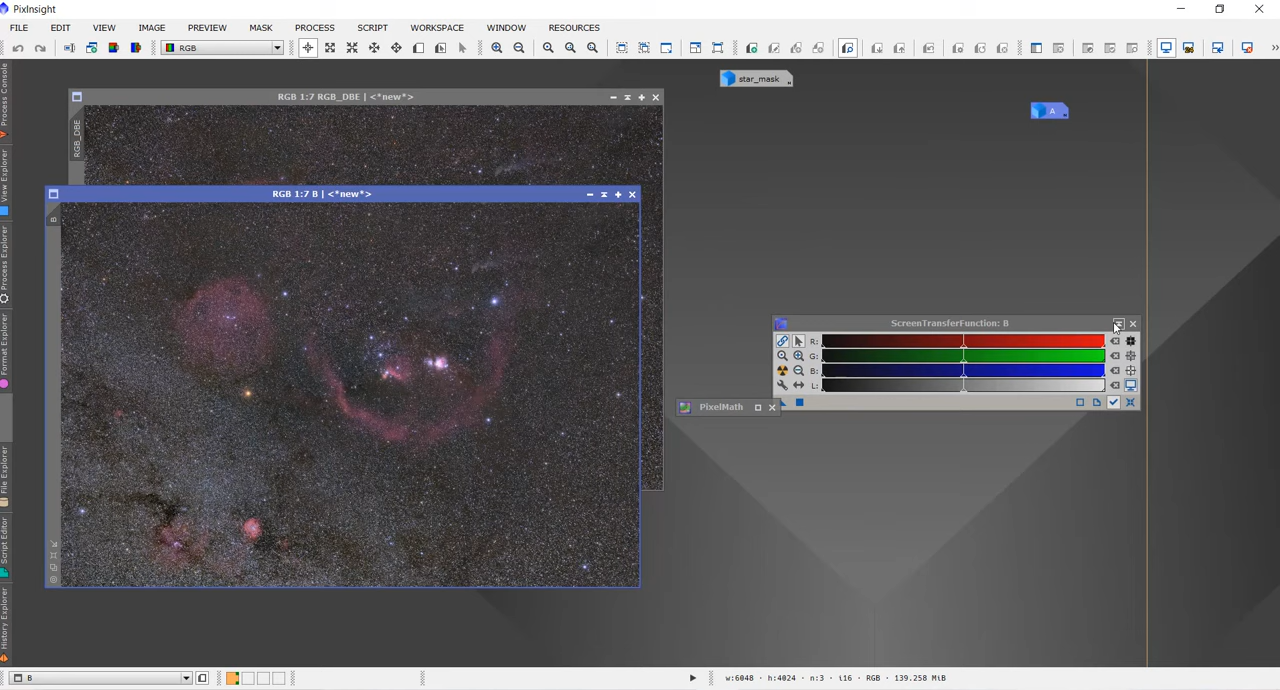 PixInsight
FILE EDIT VIEW IMAGE PREVIEW MASK PROCESS SCRIPT WORKSPACE WINDOW RESOURCES
RGB
Process Console
View Explorer
Process Explorer
Format Explorer
File Explorer
Script Editor
History Explorer
star_mask
A
RGB 1:7 RGB_DBE | <*new*>
RGB_DBE
RGB 1:7 B | <*new*>
B
ScreenTransferFunction: B
R:
G:
B:
L:
PixelMath
B
w:6048 · h:4024 · n:3 · i16 · RGB · 139.258 MiB